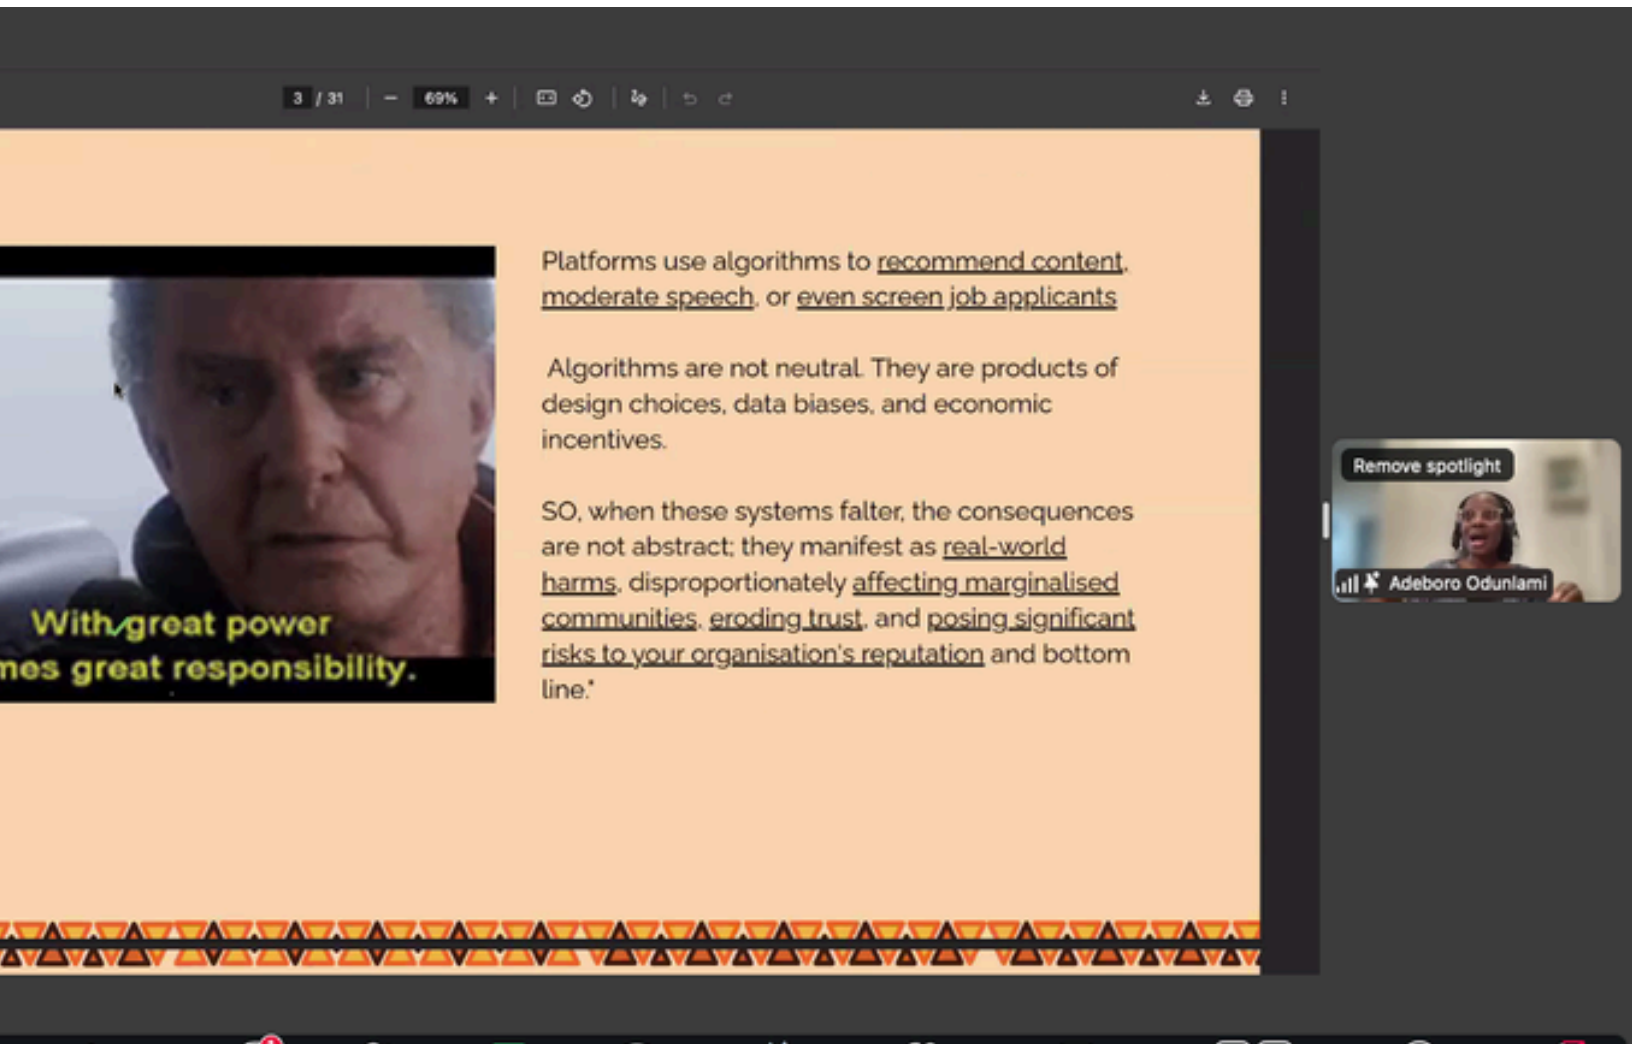 3 / 31
69%
Platforms use algorithms to recommend content,
moderate speech, or even screen job applicants
Algorithms are not neutral. They are products of
design choices, data biases, and economic
incentives.
SO, when these systems falter, the consequences
are not abstract; they manifest as real-world
harms, disproportionately affecting marginalised
communities, eroding trust, and posing significant
risks to your organisation's reputation and bottom
line."
With great power
mes great responsibility.
Remove spotlight
Adeboro Odunlami